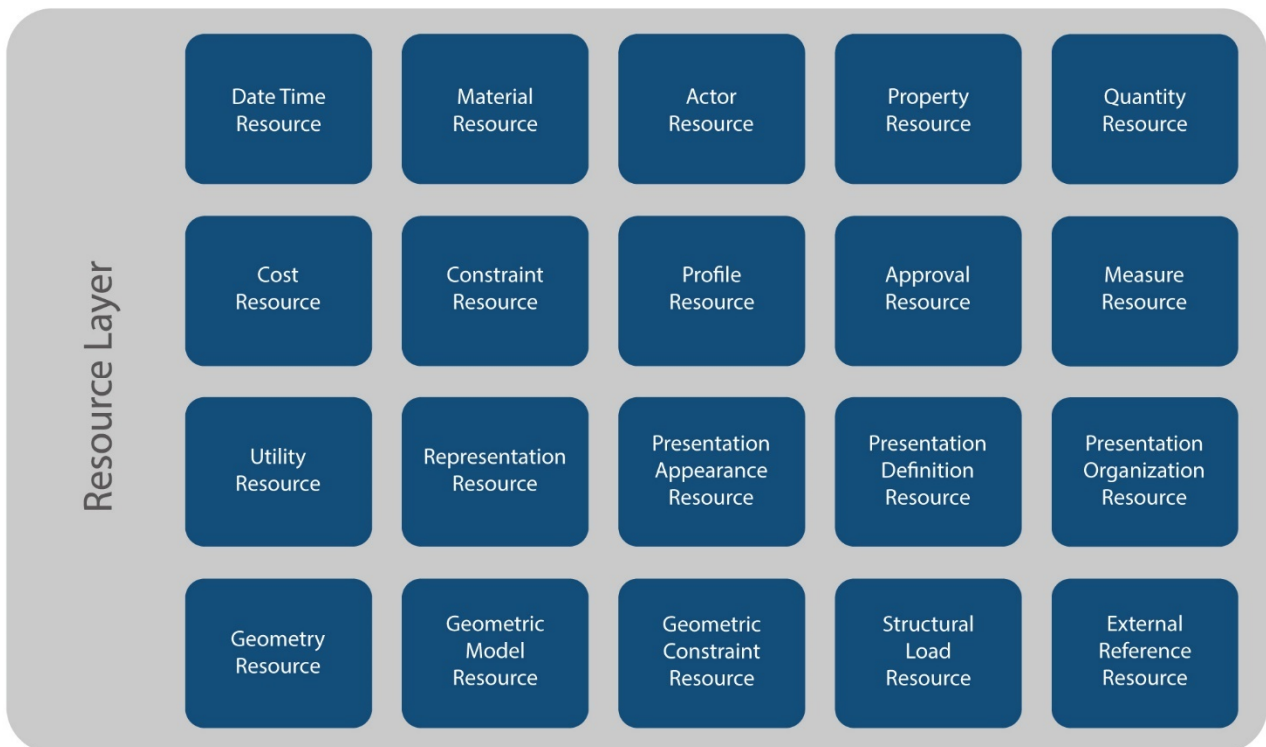 Resource Layer
Date Time
Resource
Material
Resource
Actor
Resource
Property
Resource
Quantity
Resource
Cost
Resource
Constraint
Resource
Profile
Resource
Approval
Resource
Measure
Resource
Utility
Resource
Representation
Resource
Presentation
Appearance
Resource
Presentation
Definition
Resource
Presentation
Organization
Resource
Geometry
Resource
Geometric
Model
Resource
Geometric
Constraint
Resource
Structural
Load
Resource
External
Reference
Resource